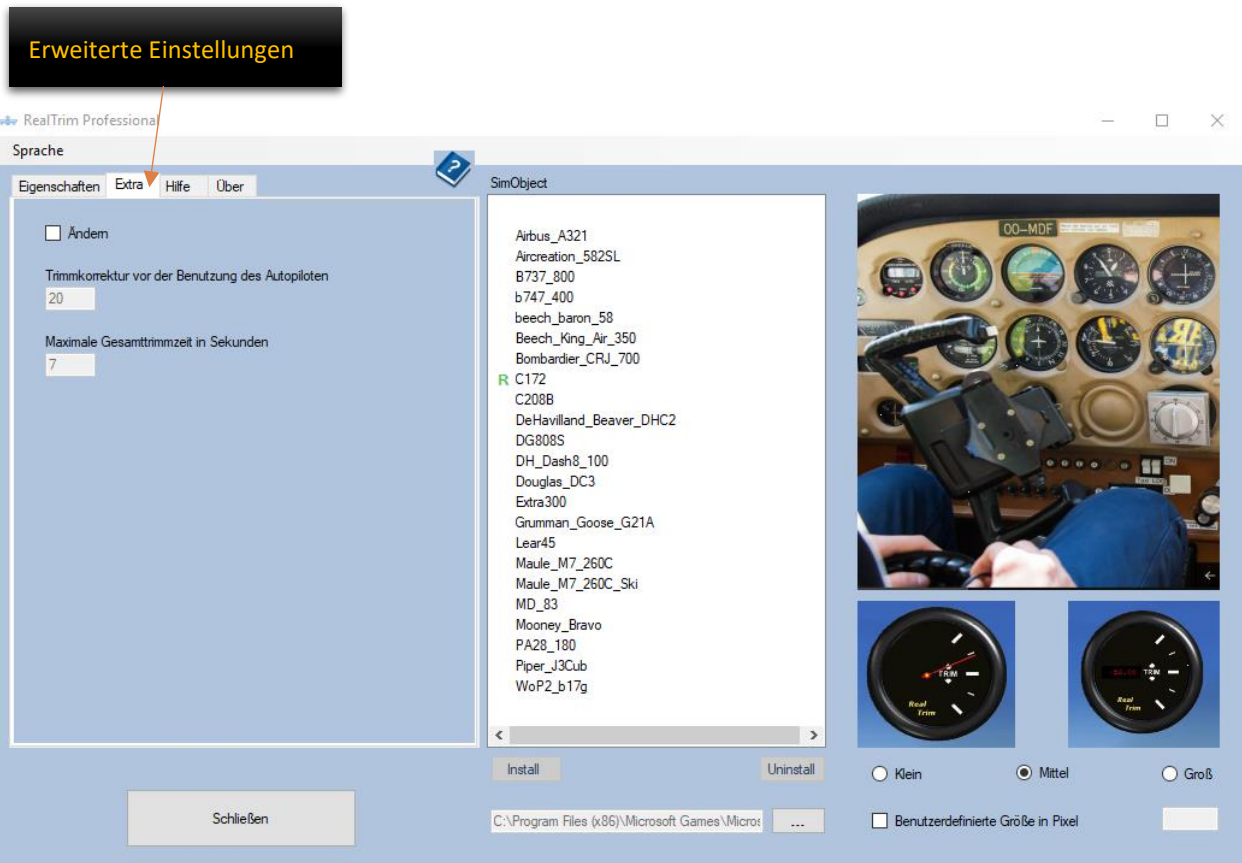 Erweiterte Einstellungen
RealTrim Professional
Sprache
Eigenschaften Extra Hilfe Über
Ändern
Trimmkorrektur vor der Benutzung des Autopiloten
20
Maximale Gesamttrimmzeit in Sekunden
7
Schließen
SimObject
Airbus_A321
Aircreation_582SL
B737_800
b747_400
beech_baron_58
Beech_King_Air_350
Bombardier_CRJ_700
R C172
C208B
DeHavilland_Beaver_DHC2
DG808S
DH_Dash8_100
Douglas_DC3
Extra300
Grumman_Goose_G21A
Lear45
Maule_M7_260C
Maule_M7_260C_Ski
MD_83
Mooney_Bravo
PA28_180
Piper_J3Cub
WoP2_b17g
Install Uninstall
C:\Program Files (x86)\Microsoft Games\Micros ...
OO-MDF
TRIM
Real
Trim
TRIM
Real
Trim
Klein Mittel Groß
Benutzerdefinierte Größe in Pixel